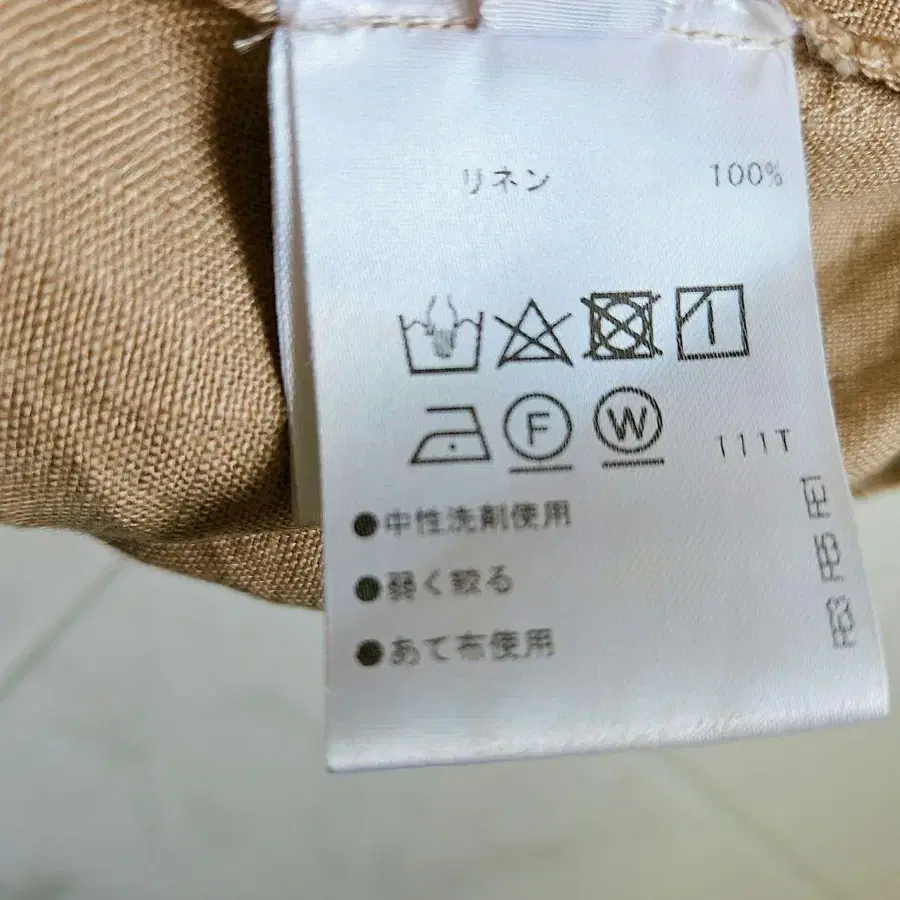 リネン 100%
F W 111T
●中性洗剤使用
●弱く絞る
●あて布使用